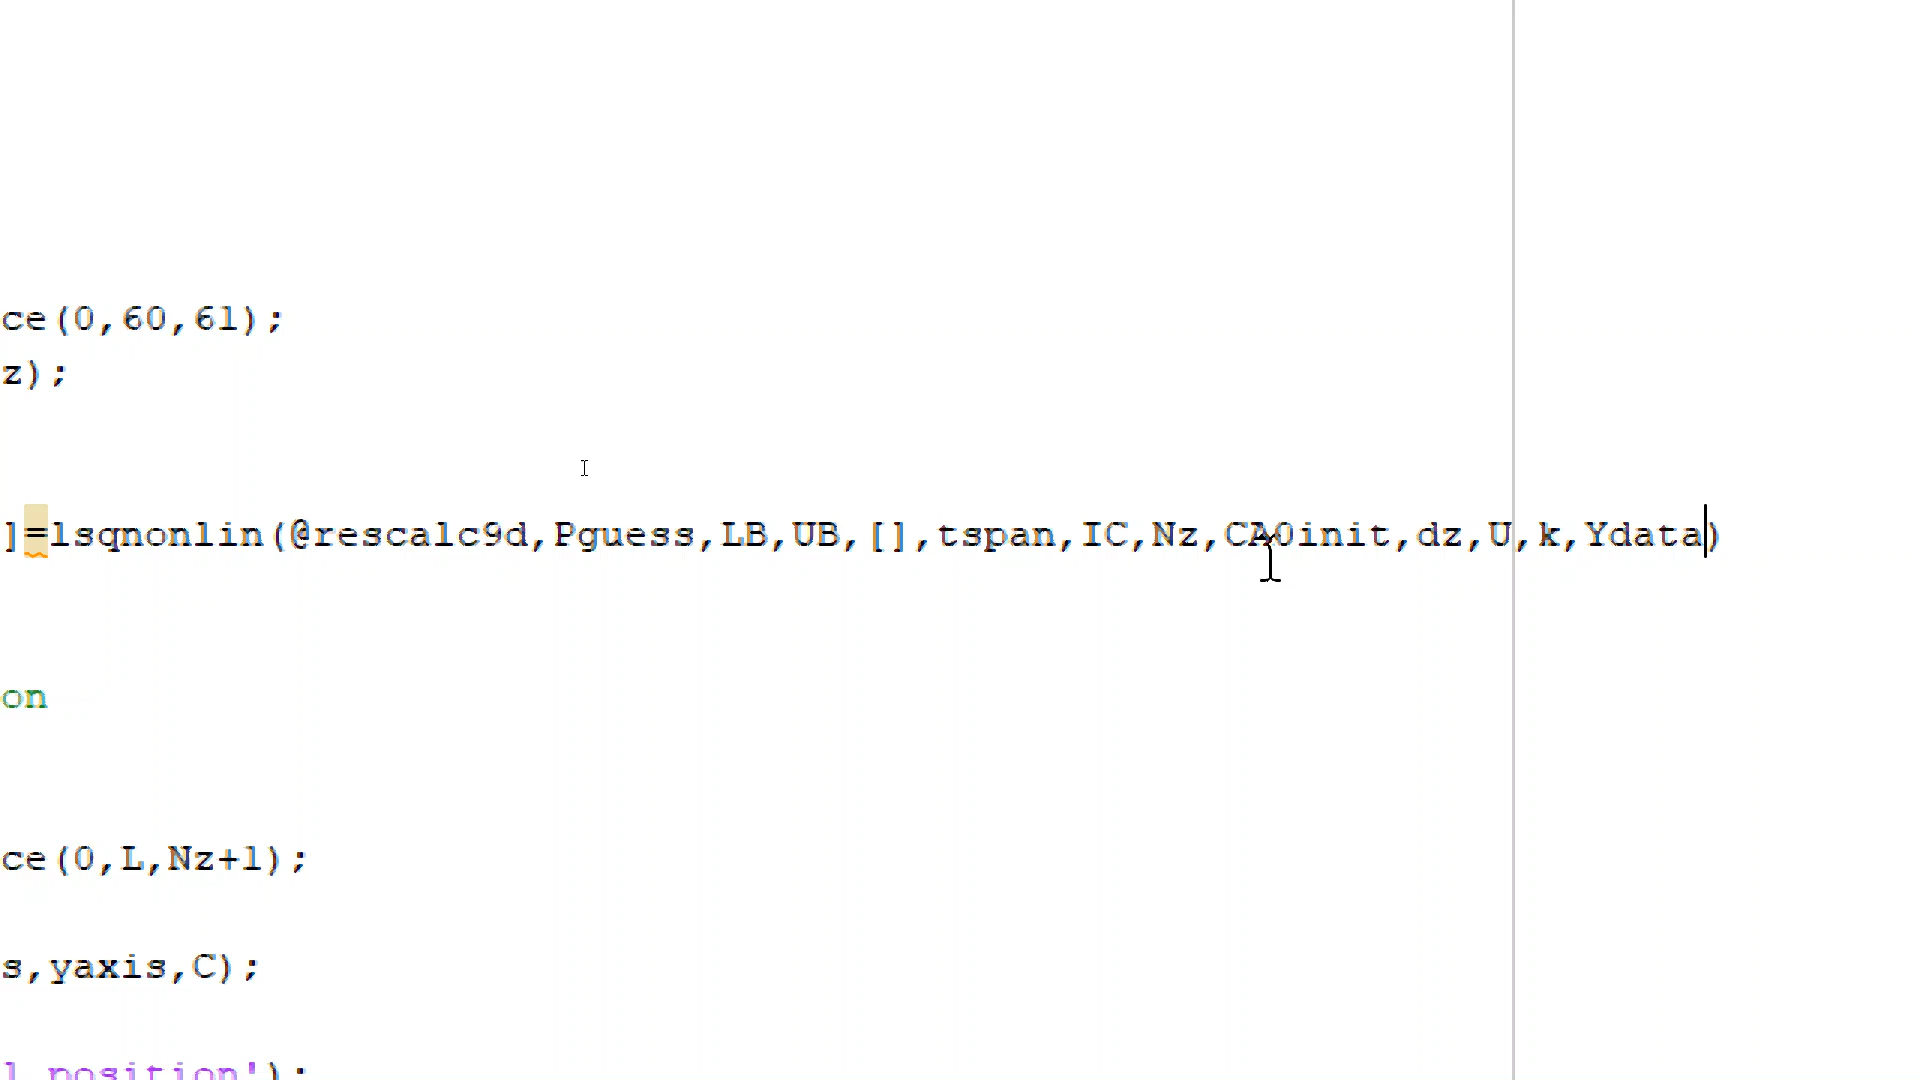 ce(0,60,61);
z);
]=lsqnonlin(@rescalc9d,Pguess,LB,UB,[],tspan,IC,Nz,CA0init,dz,U,k,Ydata)
on
ce(0,L,Nz+1);
s,yaxis,C);
l position');